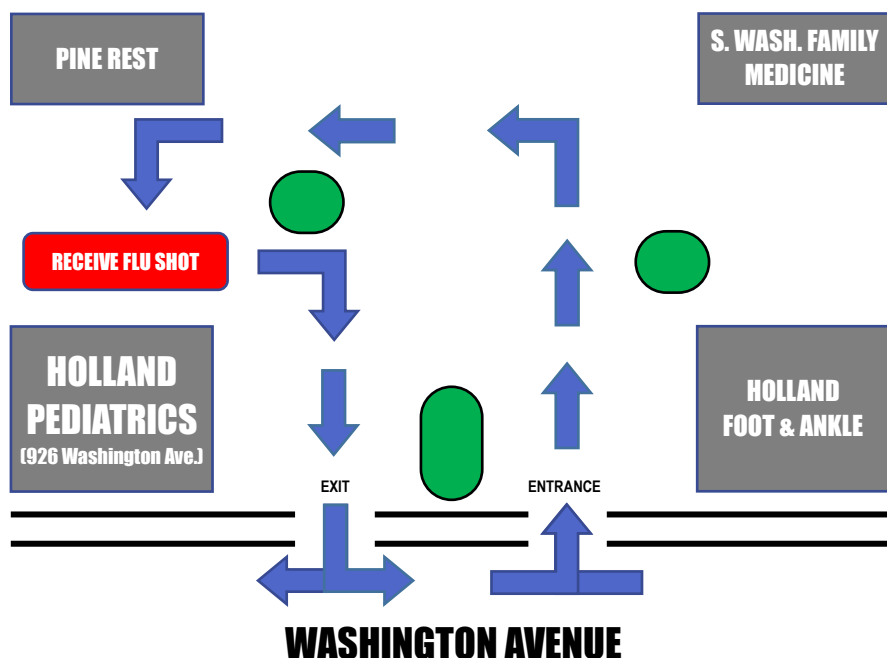 PINE REST
S. WASH. FAMILY
MEDICINE
RECEIVE FLU SHOT
HOLLAND
PEDIATRICS
(926 Washington Ave.)
HOLLAND
FOOT & ANKLE
EXIT
ENTRANCE
WASHINGTON AVENUE